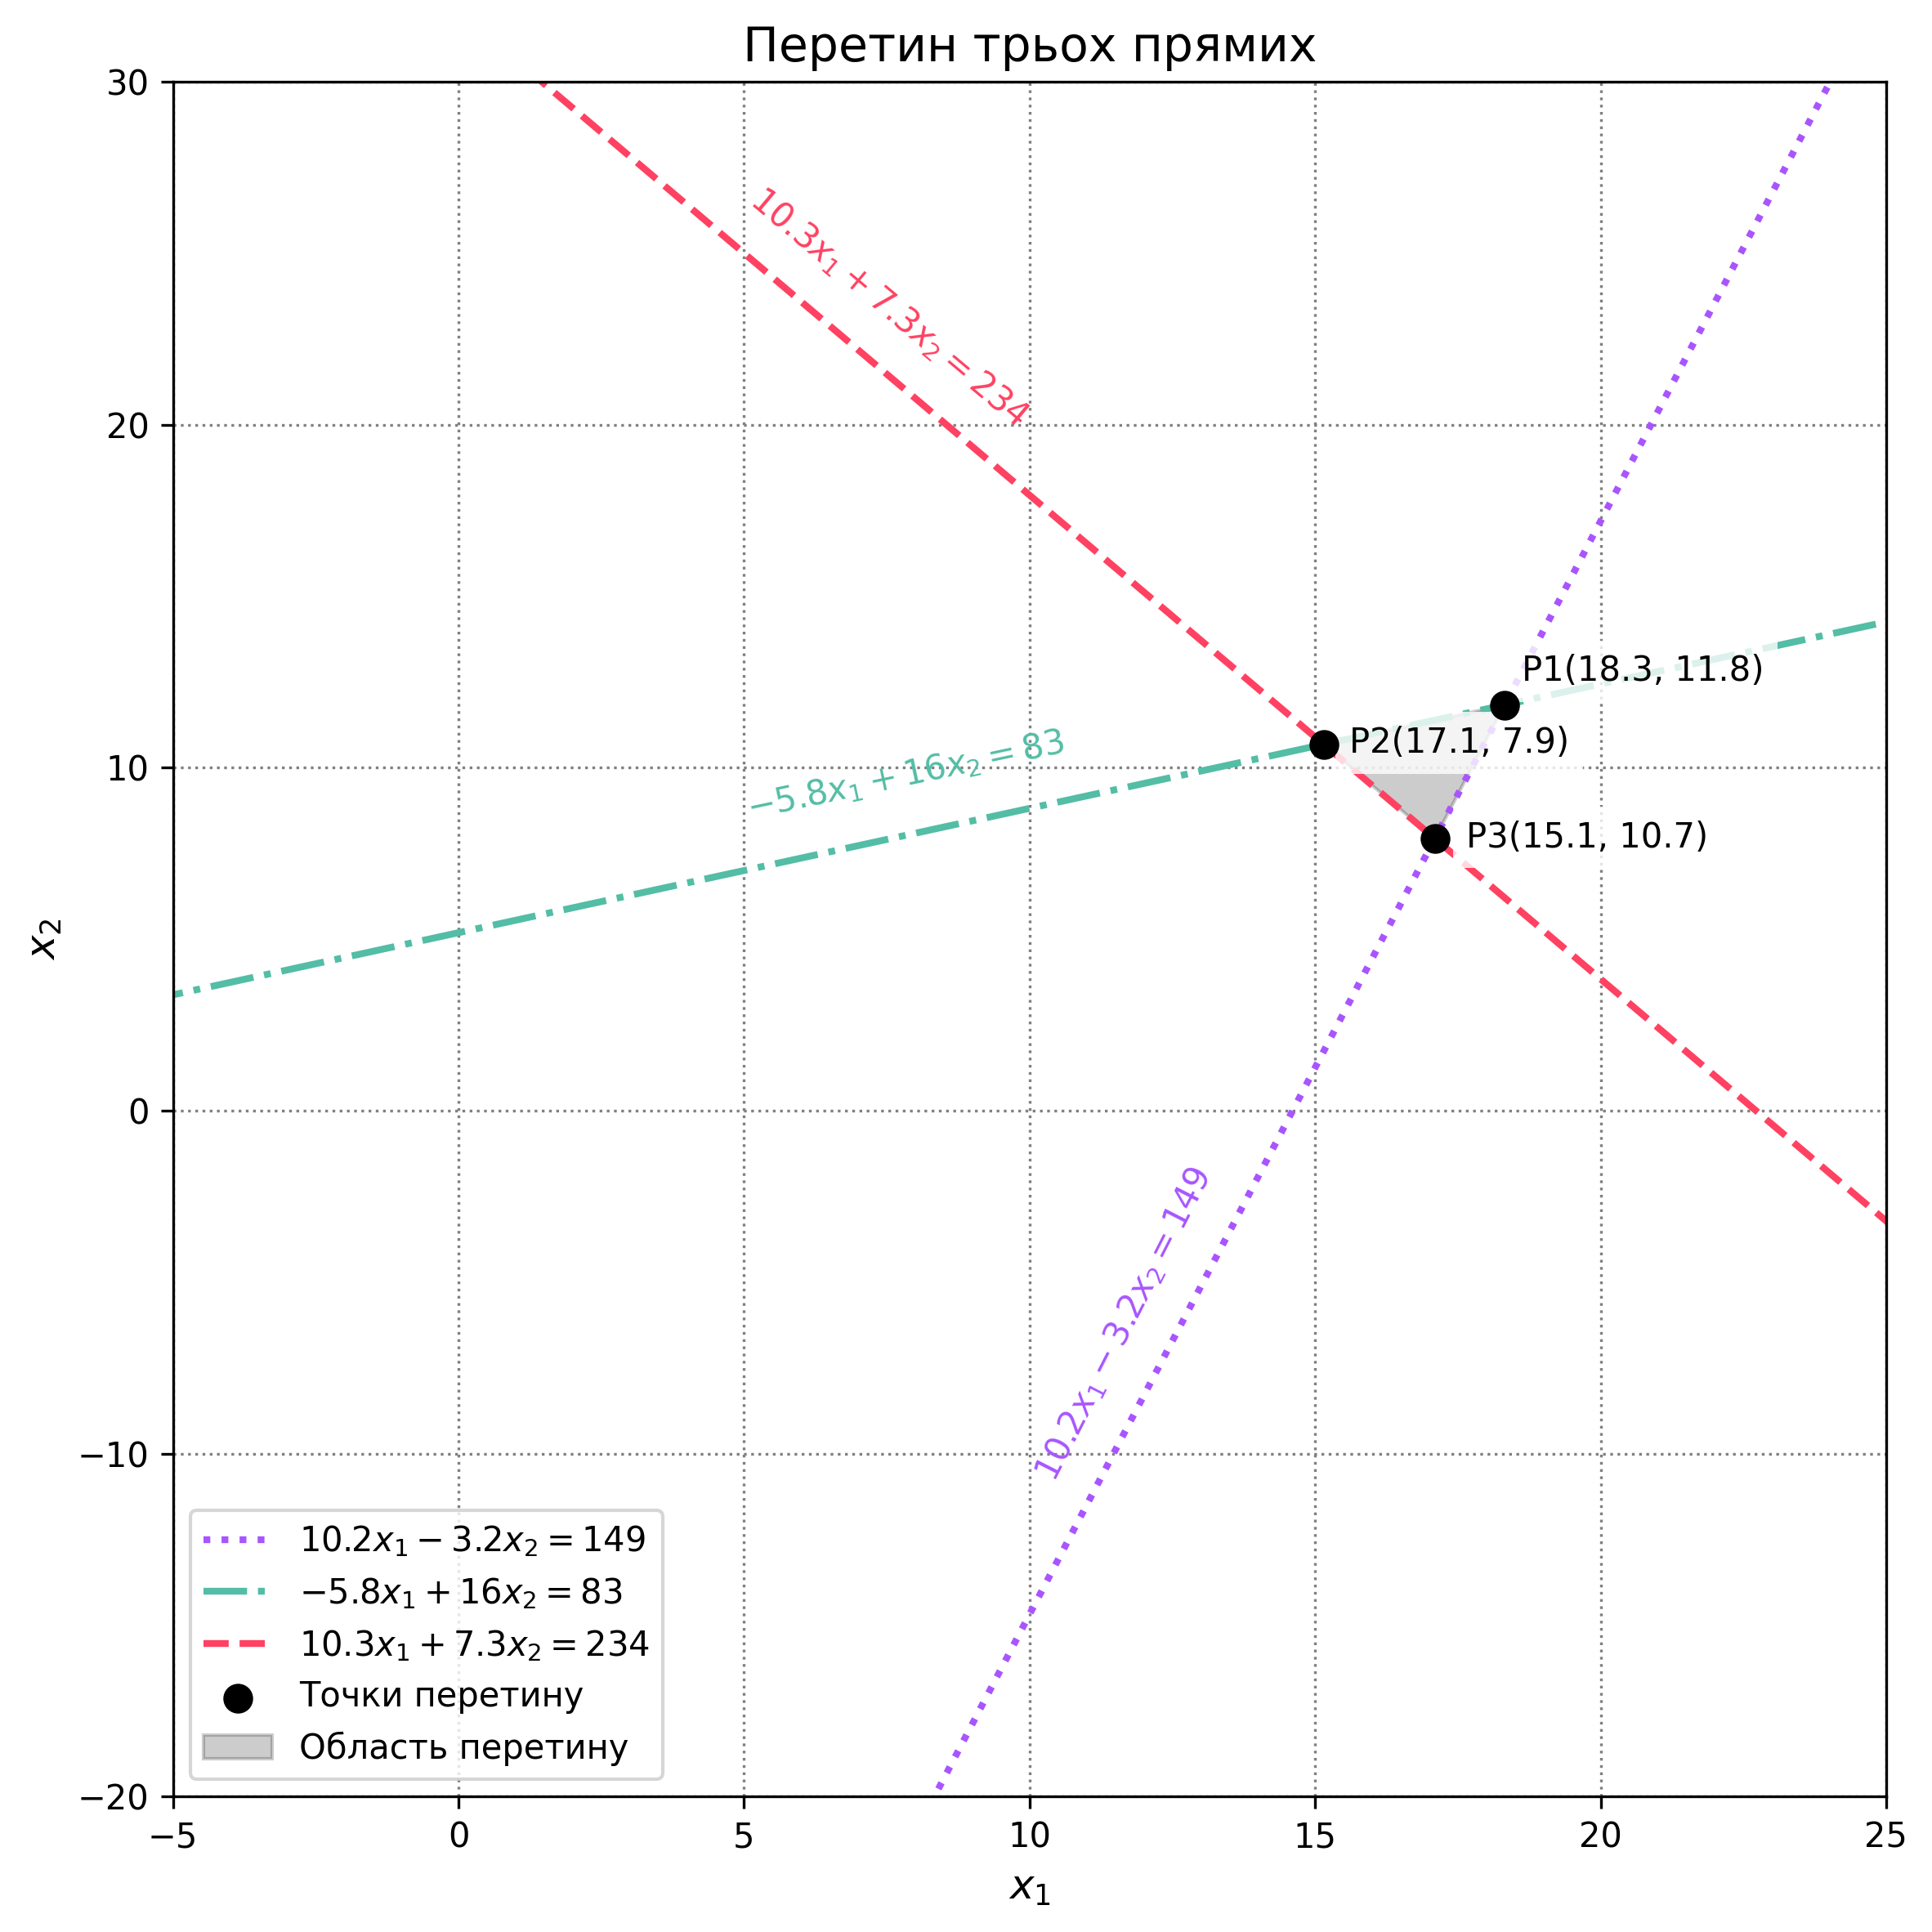 Перетин трьох прямих
30
20
10
0
−10
−20
x₂
10.3x₁ + 7.3x₂ = 234
−5.8x₁ + 16x₂ = 83
10.2x₁ − 3.2x₂ = 149
P1(18.3, 11.8)
P2(17.1, 7.9)
P3(15.1, 10.7)
10.2x₁ − 3.2x₂ = 149
−5.8x₁ + 16x₂ = 83
10.3x₁ + 7.3x₂ = 234
Точки перетину
Область перетину
−5 0 5 10 15 20 25
x₁